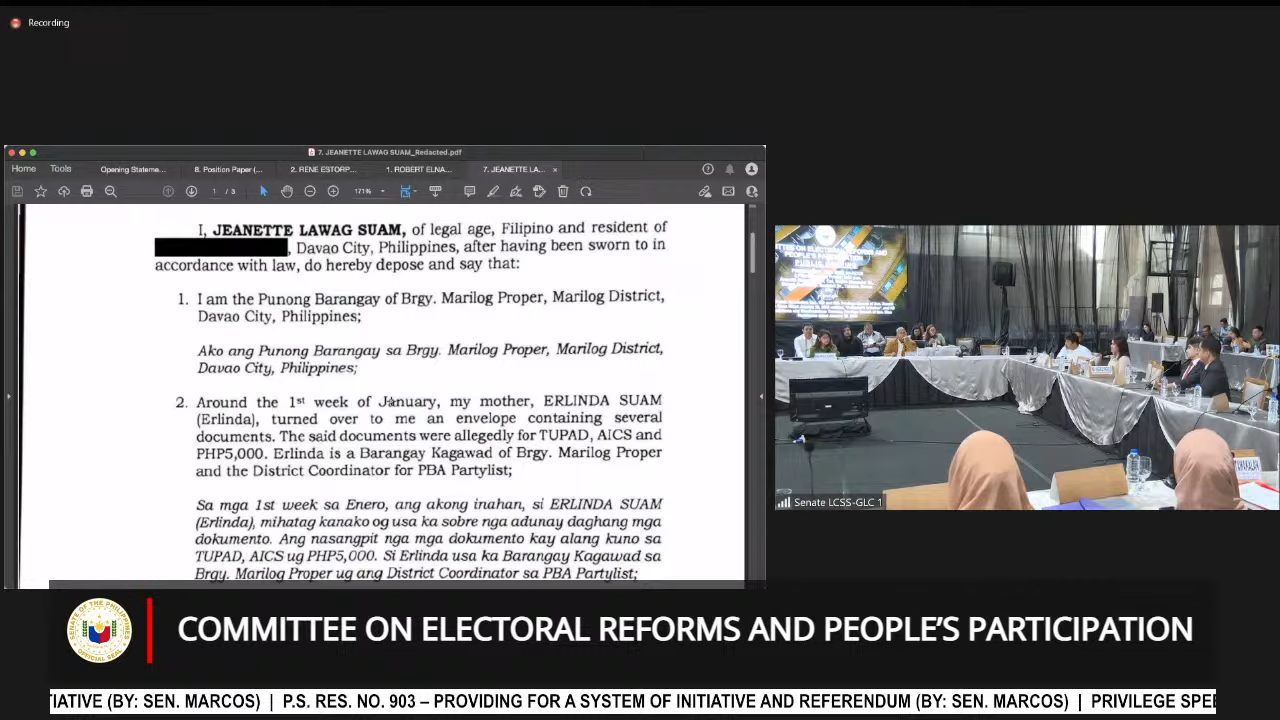 Recording
7. JEANETTE LAWAG SUAM_Redacted.pdf
Home Tools Opening Stateme... 8. Position Paper (... 2. RENE ESTORP... 1. ROBERT ELNA... 7. JEANETTE LA... ×
1 / 3 171%
I, JEANETTE LAWAG SUAM, of legal age, Filipino and resident of
, Davao City, Philippines, after having been sworn to in
accordance with law, do hereby depose and say that:
1. I am the Punong Barangay of Brgy. Marilog Proper, Marilog District,
Davao City, Philippines;
Ako ang Punong Barangay sa Brgy. Marilog Proper, Marilog District,
Davao City, Philippines;
2. Around the 1st week of January, my mother, ERLINDA SUAM
(Erlinda), turned over to me an envelope containing several
documents. The said documents were allegedly for TUPAD, AICS and
PHP5,000. Erlinda is a Barangay Kagawad of Brgy. Marilog Proper
and the District Coordinator for PBA Partylist;
Sa mga 1st week sa Enero, ang akong inahan, si ERLINDA SUAM
(Erlinda), mihatag kanako og usa ka sobre nga adunay daghang mga
dokumento. Ang nasangpit nga mga dokumento kay alang kuno sa
TUPAD, AICS ug PHP5,000. Si Erlinda usa ka Barangay Kagawad sa
Brgy. Marilog Proper ug ang District Coordinator sa PBA Partylist;
PEOPLE'S PARTICIPATION
Senate LCSS-GLC 1
SENATE OF THE PHILIPPINES
OFFICIAL SEAL
COMMITTEE ON ELECTORAL REFORMS AND PEOPLE'S PARTICIPATION
IATIVE (BY: SEN. MARCOS) | P.S. RES. NO. 903 – PROVIDING FOR A SYSTEM OF INITIATIVE AND REFERENDUM (BY: SEN. MARCOS) | PRIVILEGE SPEE